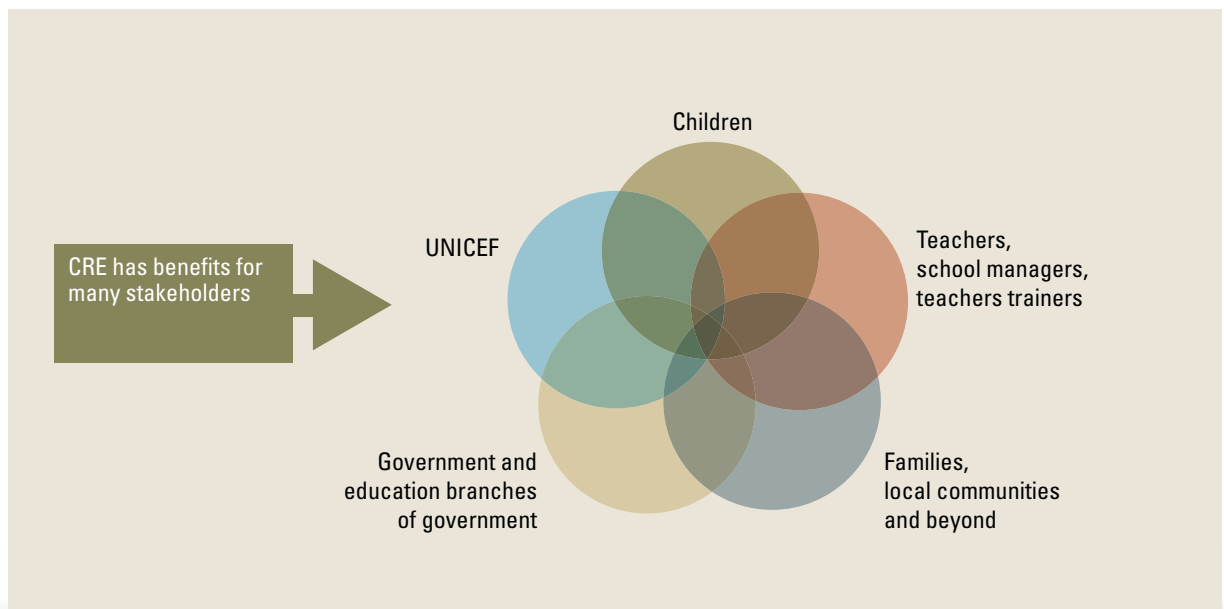 CRE has benefits for
many stakeholders
Children
UNICEF
Teachers,
school managers,
teachers trainers
Government and
education branches
of government
Families,
local communities
and beyond